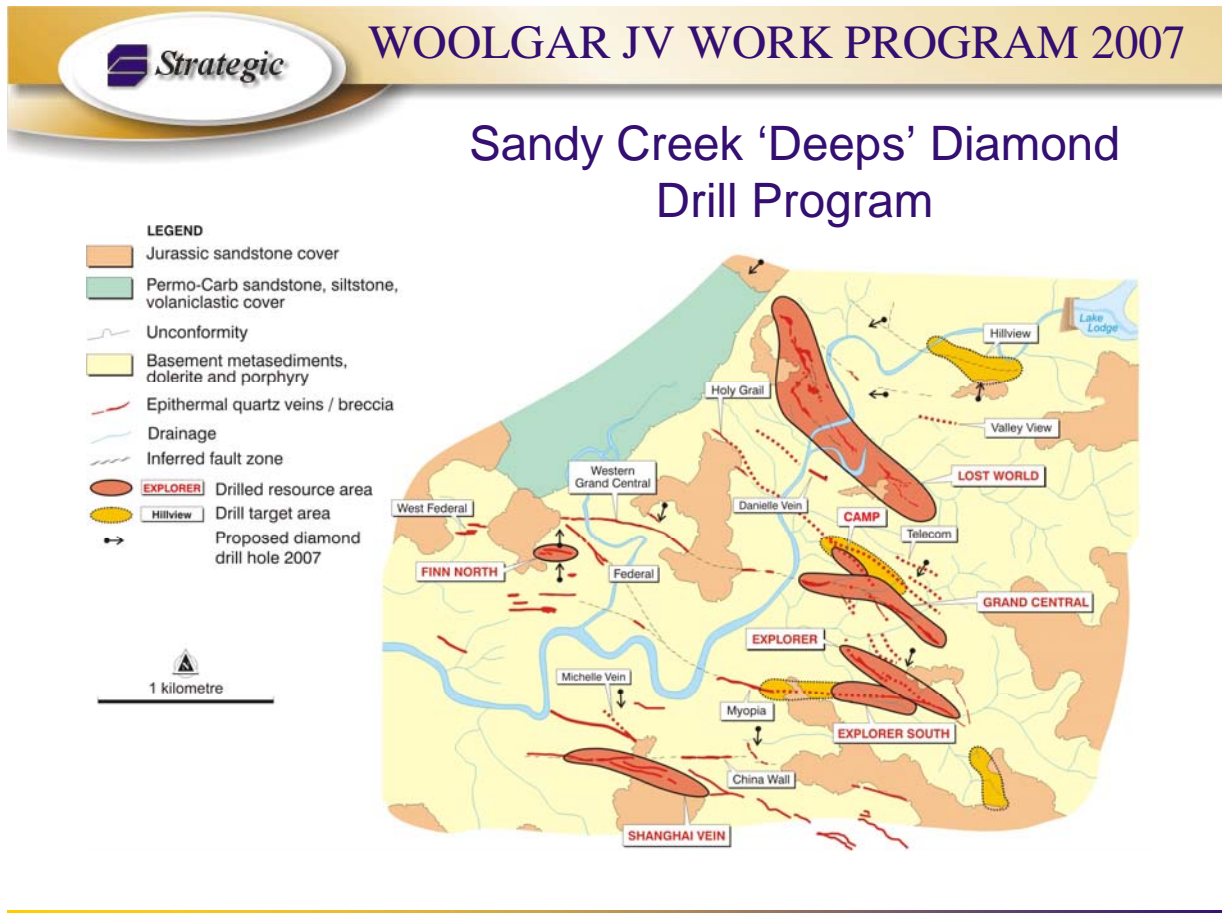 Strategic
WOOLGAR JV WORK PROGRAM 2007
Sandy Creek ‘Deeps’ Diamond
Drill Program
LEGEND
Jurassic sandstone cover
Permo-Carb sandstone, siltstone,
volaniclastic cover
Unconformity
Basement metasediments,
dolerite and porphyry
Epithermal quartz veins / breccia
Drainage
Inferred fault zone
EXPLORER Drilled resource area
Hillview Drill target area
Proposed diamond
drill hole 2007
1 kilometre
Lake
Lodge
Hillview
Holy Grail
Valley View
Western
Grand Central
LOST WORLD
West Federal
Danielle Vein
CAMP
Telecom
FINN NORTH
Federal
GRAND CENTRAL
EXPLORER
Michelle Vein
Myopia
EXPLORER SOUTH
China Wall
SHANGHAI VEIN